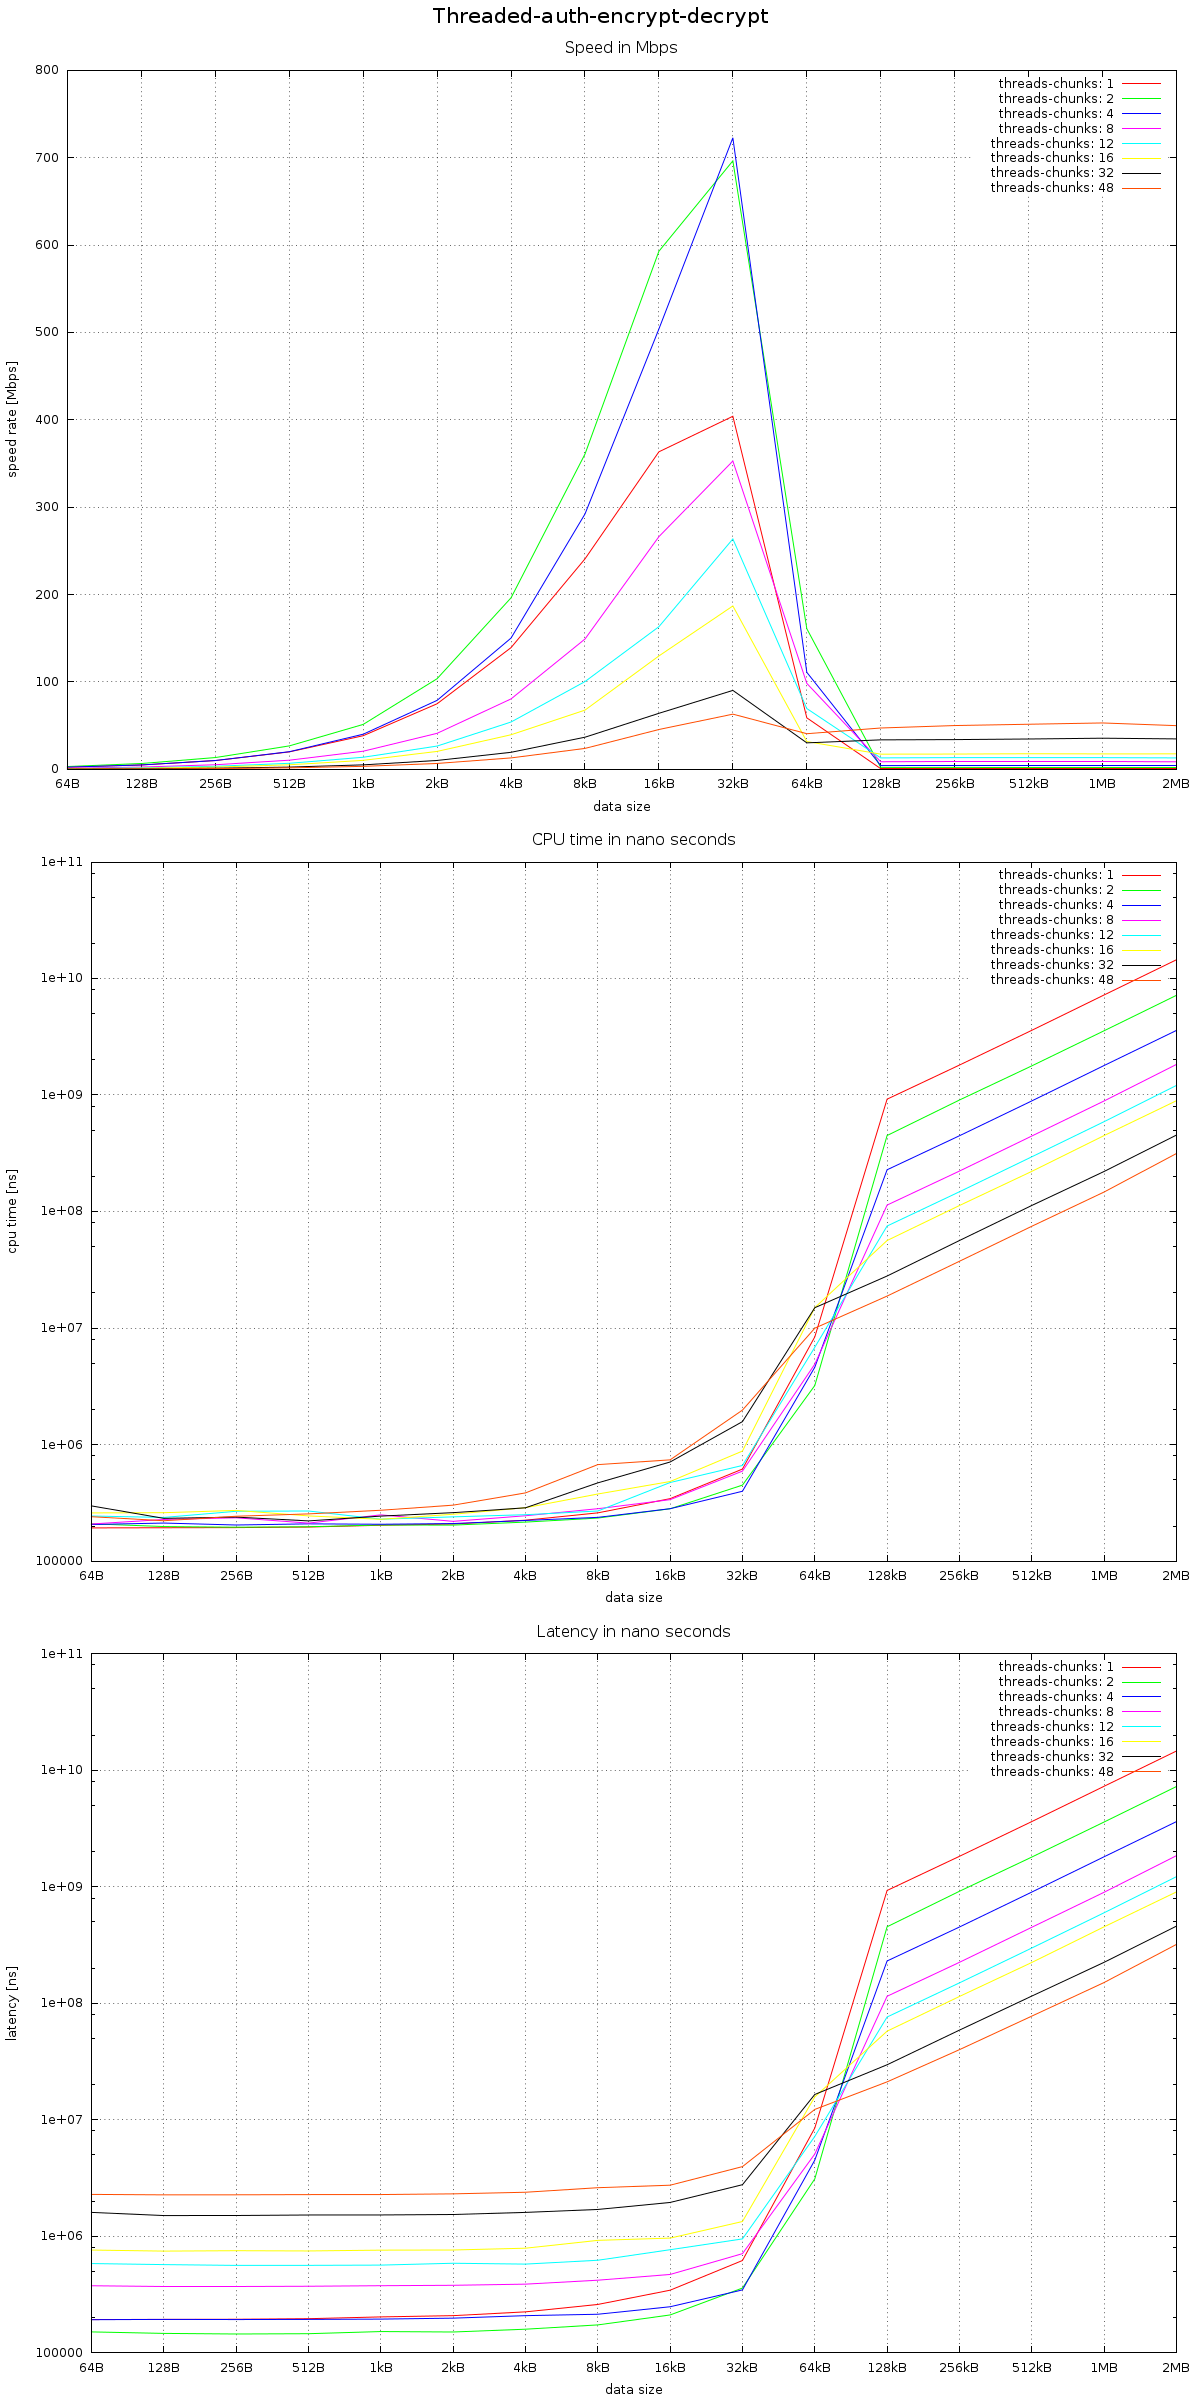 Threaded-auth-encrypt-decrypt
Speed in Mbps
800
700
600
500
400
300
200
100
0
speed rate [Mbps]
threads-chunks: 1
threads-chunks: 2
threads-chunks: 4
threads-chunks: 8
threads-chunks: 12
threads-chunks: 16
threads-chunks: 32
threads-chunks: 48
64B 128B 256B 512B 1kB 2kB 4kB 8kB 16kB 32kB 64kB 128kB 256kB 512kB 1MB 2MB
data size
CPU time in nano seconds
1e+11
1e+10
1e+09
1e+08
1e+07
1e+06
100000
cpu time [ns]
threads-chunks: 1
threads-chunks: 2
threads-chunks: 4
threads-chunks: 8
threads-chunks: 12
threads-chunks: 16
threads-chunks: 32
threads-chunks: 48
64B 128B 256B 512B 1kB 2kB 4kB 8kB 16kB 32kB 64kB 128kB 256kB 512kB 1MB 2MB
data size
Latency in nano seconds
1e+11
1e+10
1e+09
1e+08
1e+07
1e+06
100000
latency [ns]
threads-chunks: 1
threads-chunks: 2
threads-chunks: 4
threads-chunks: 8
threads-chunks: 12
threads-chunks: 16
threads-chunks: 32
threads-chunks: 48
64B 128B 256B 512B 1kB 2kB 4kB 8kB 16kB 32kB 64kB 128kB 256kB 512kB 1MB 2MB
data size